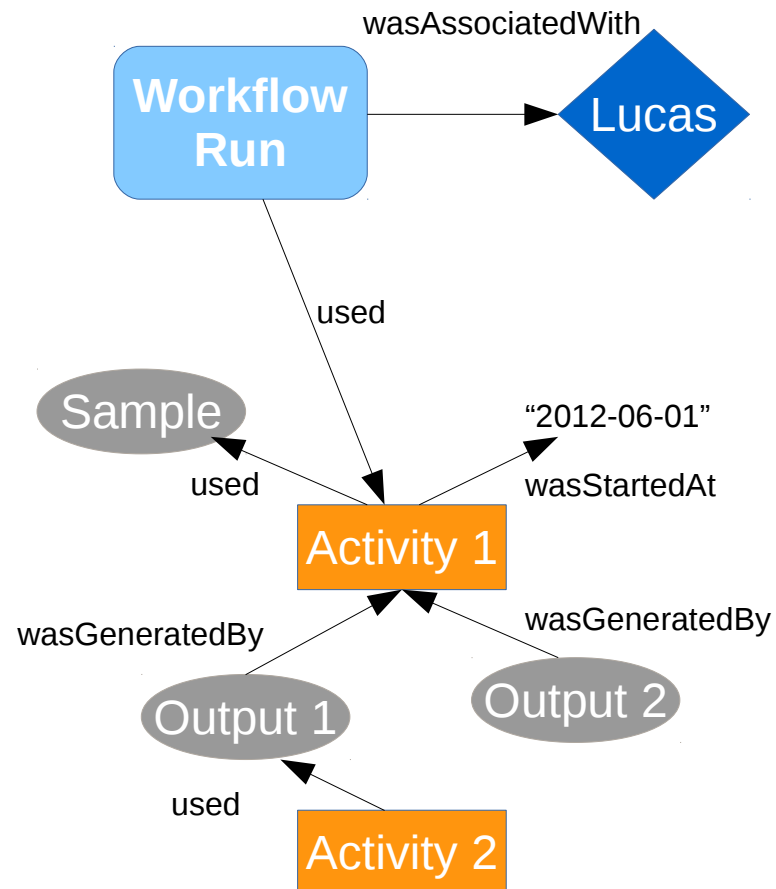 wasAssociatedWith
Workflow
Run
Lucas
used
Sample
“2012-06-01”
used
wasStartedAt
Activity 1
wasGeneratedBy
wasGeneratedBy
Output 1
Output 2
used
Activity 2